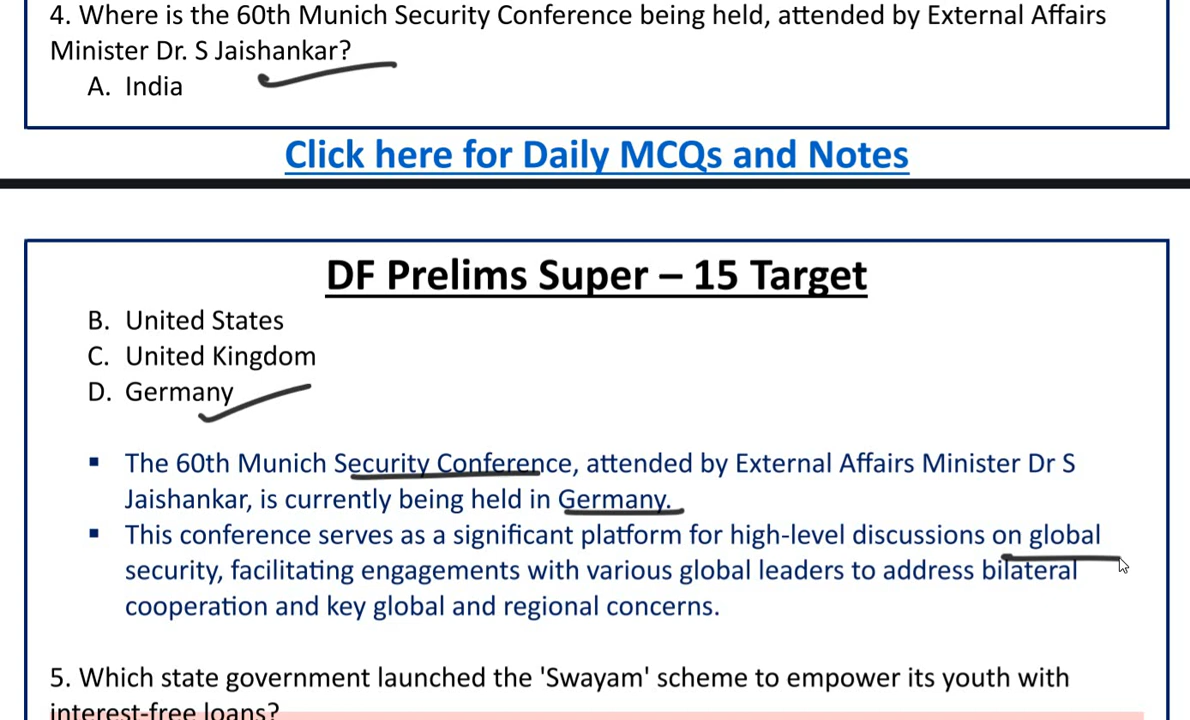 4. Where is the 60th Munich Security Conference being held, attended by External Affairs
Minister Dr. S Jaishankar?
A. India
Click here for Daily MCQs and Notes
DF Prelims Super – 15 Target
B. United States
C. United Kingdom
D. Germany
▪ The 60th Munich Security Conference, attended by External Affairs Minister Dr S
Jaishankar, is currently being held in Germany.
▪ This conference serves as a significant platform for high-level discussions on global
security, facilitating engagements with various global leaders to address bilateral
cooperation and key global and regional concerns.
5. Which state government launched the 'Swayam' scheme to empower its youth with
interest-free loans?